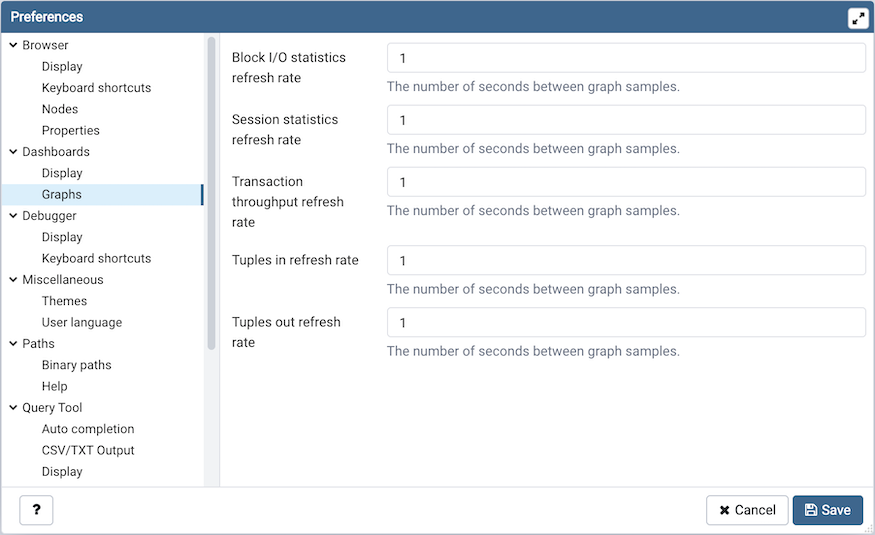 Preferences
Browser
Display
Keyboard shortcuts
Nodes
Properties
Dashboards
Display
Graphs
Debugger
Display
Keyboard shortcuts
Miscellaneous
Themes
User language
Paths
Binary paths
Help
Query Tool
Auto completion
CSV/TXT Output
Display
Block I/O statistics
refresh rate
1
The number of seconds between graph samples.
Session statistics
refresh rate
1
The number of seconds between graph samples.
Transaction
throughput refresh
rate
1
The number of seconds between graph samples.
Tuples in refresh rate
1
The number of seconds between graph samples.
Tuples out refresh
rate
1
The number of seconds between graph samples.
?
Cancel
Save